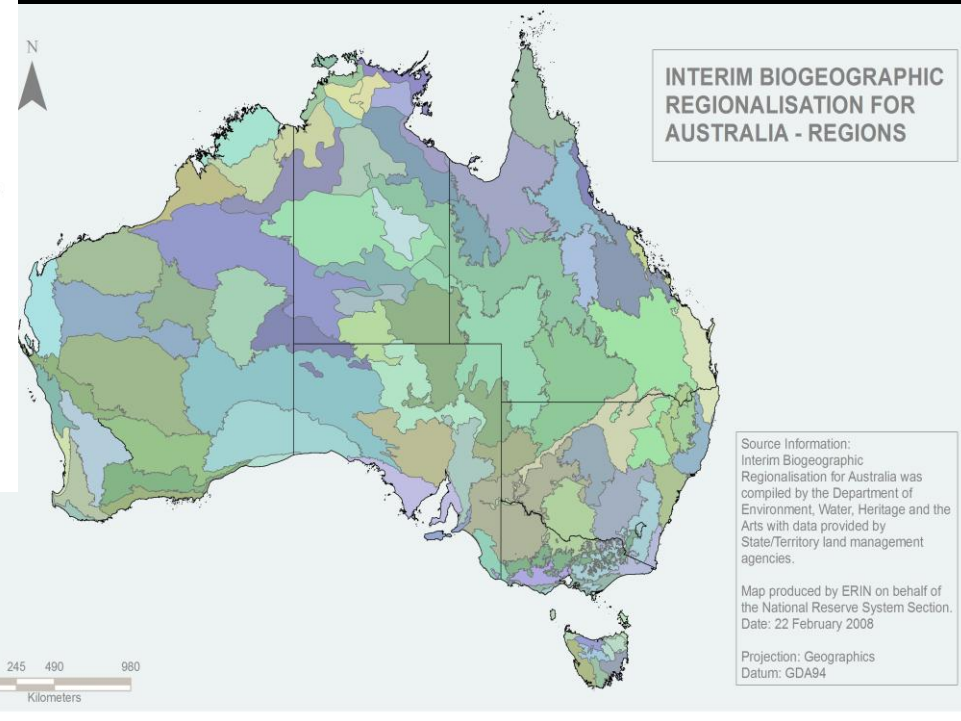 N
INTERIM BIOGEOGRAPHIC
REGIONALISATION FOR
AUSTRALIA - REGIONS
Source Information:
Interim Biogeographic
Regionalisation for Australia was
compiled by the Department of
Environment, Water, Heritage and the
Arts with data provided by
State/Territory land management
agencies.
Map produced by ERIN on behalf of
the National Reserve System Section.
Date: 22 February 2008
Projection: Geographics
Datum: GDA94
245 490 980
Kilometers